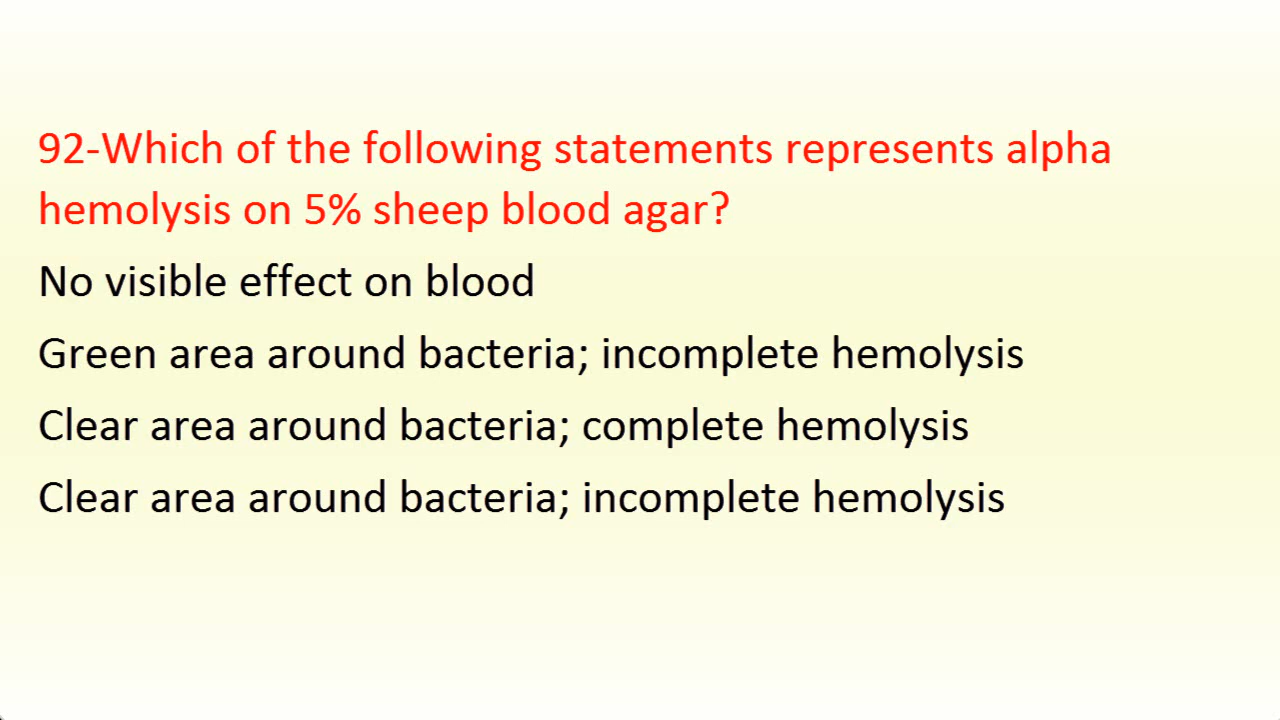 92-Which of the following statements represents alpha
hemolysis on 5% sheep blood agar?
No visible effect on blood
Green area around bacteria; incomplete hemolysis
Clear area around bacteria; complete hemolysis
Clear area around bacteria; incomplete hemolysis